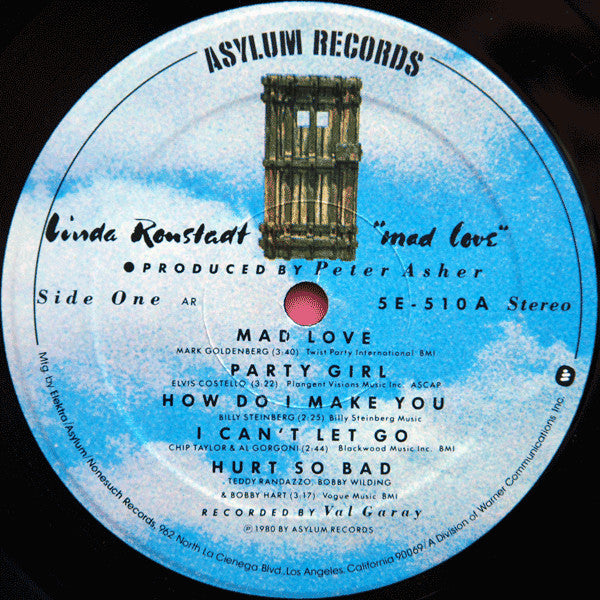 ASYLUM RECORDS
Linda Ronstadt "mad love"
PRODUCED BY Peter Asher
Side One AR 5E-510A Stereo
MAD LOVE
MARK GOLDENBERG (3:40) Twist Party International BMI
PARTY GIRL
ELVIS COSTELLO (3:22) Plangent Visions Music Inc. ASCAP
HOW DO I MAKE YOU
BILLY STEINBERG (2:25) Billy Steinberg Music
I CAN'T LET GO
CHIP TAYLOR & AL GORGONI (2:44) Blackwood Music Inc. BMI
HURT SO BAD
TEDDY RANDAZZO, BOBBY WILDING
& BOBBY HART (3:17) Vogue Music BMI
RECORDED BY Val Garay
℗ 1980 BY ASYLUM RECORDS
Mfg. by Elektra/Asylum/Nonesuch Records, 962 North La Cienega Blvd., Los Angeles, California 90069/A Division of Warner Communications Inc.